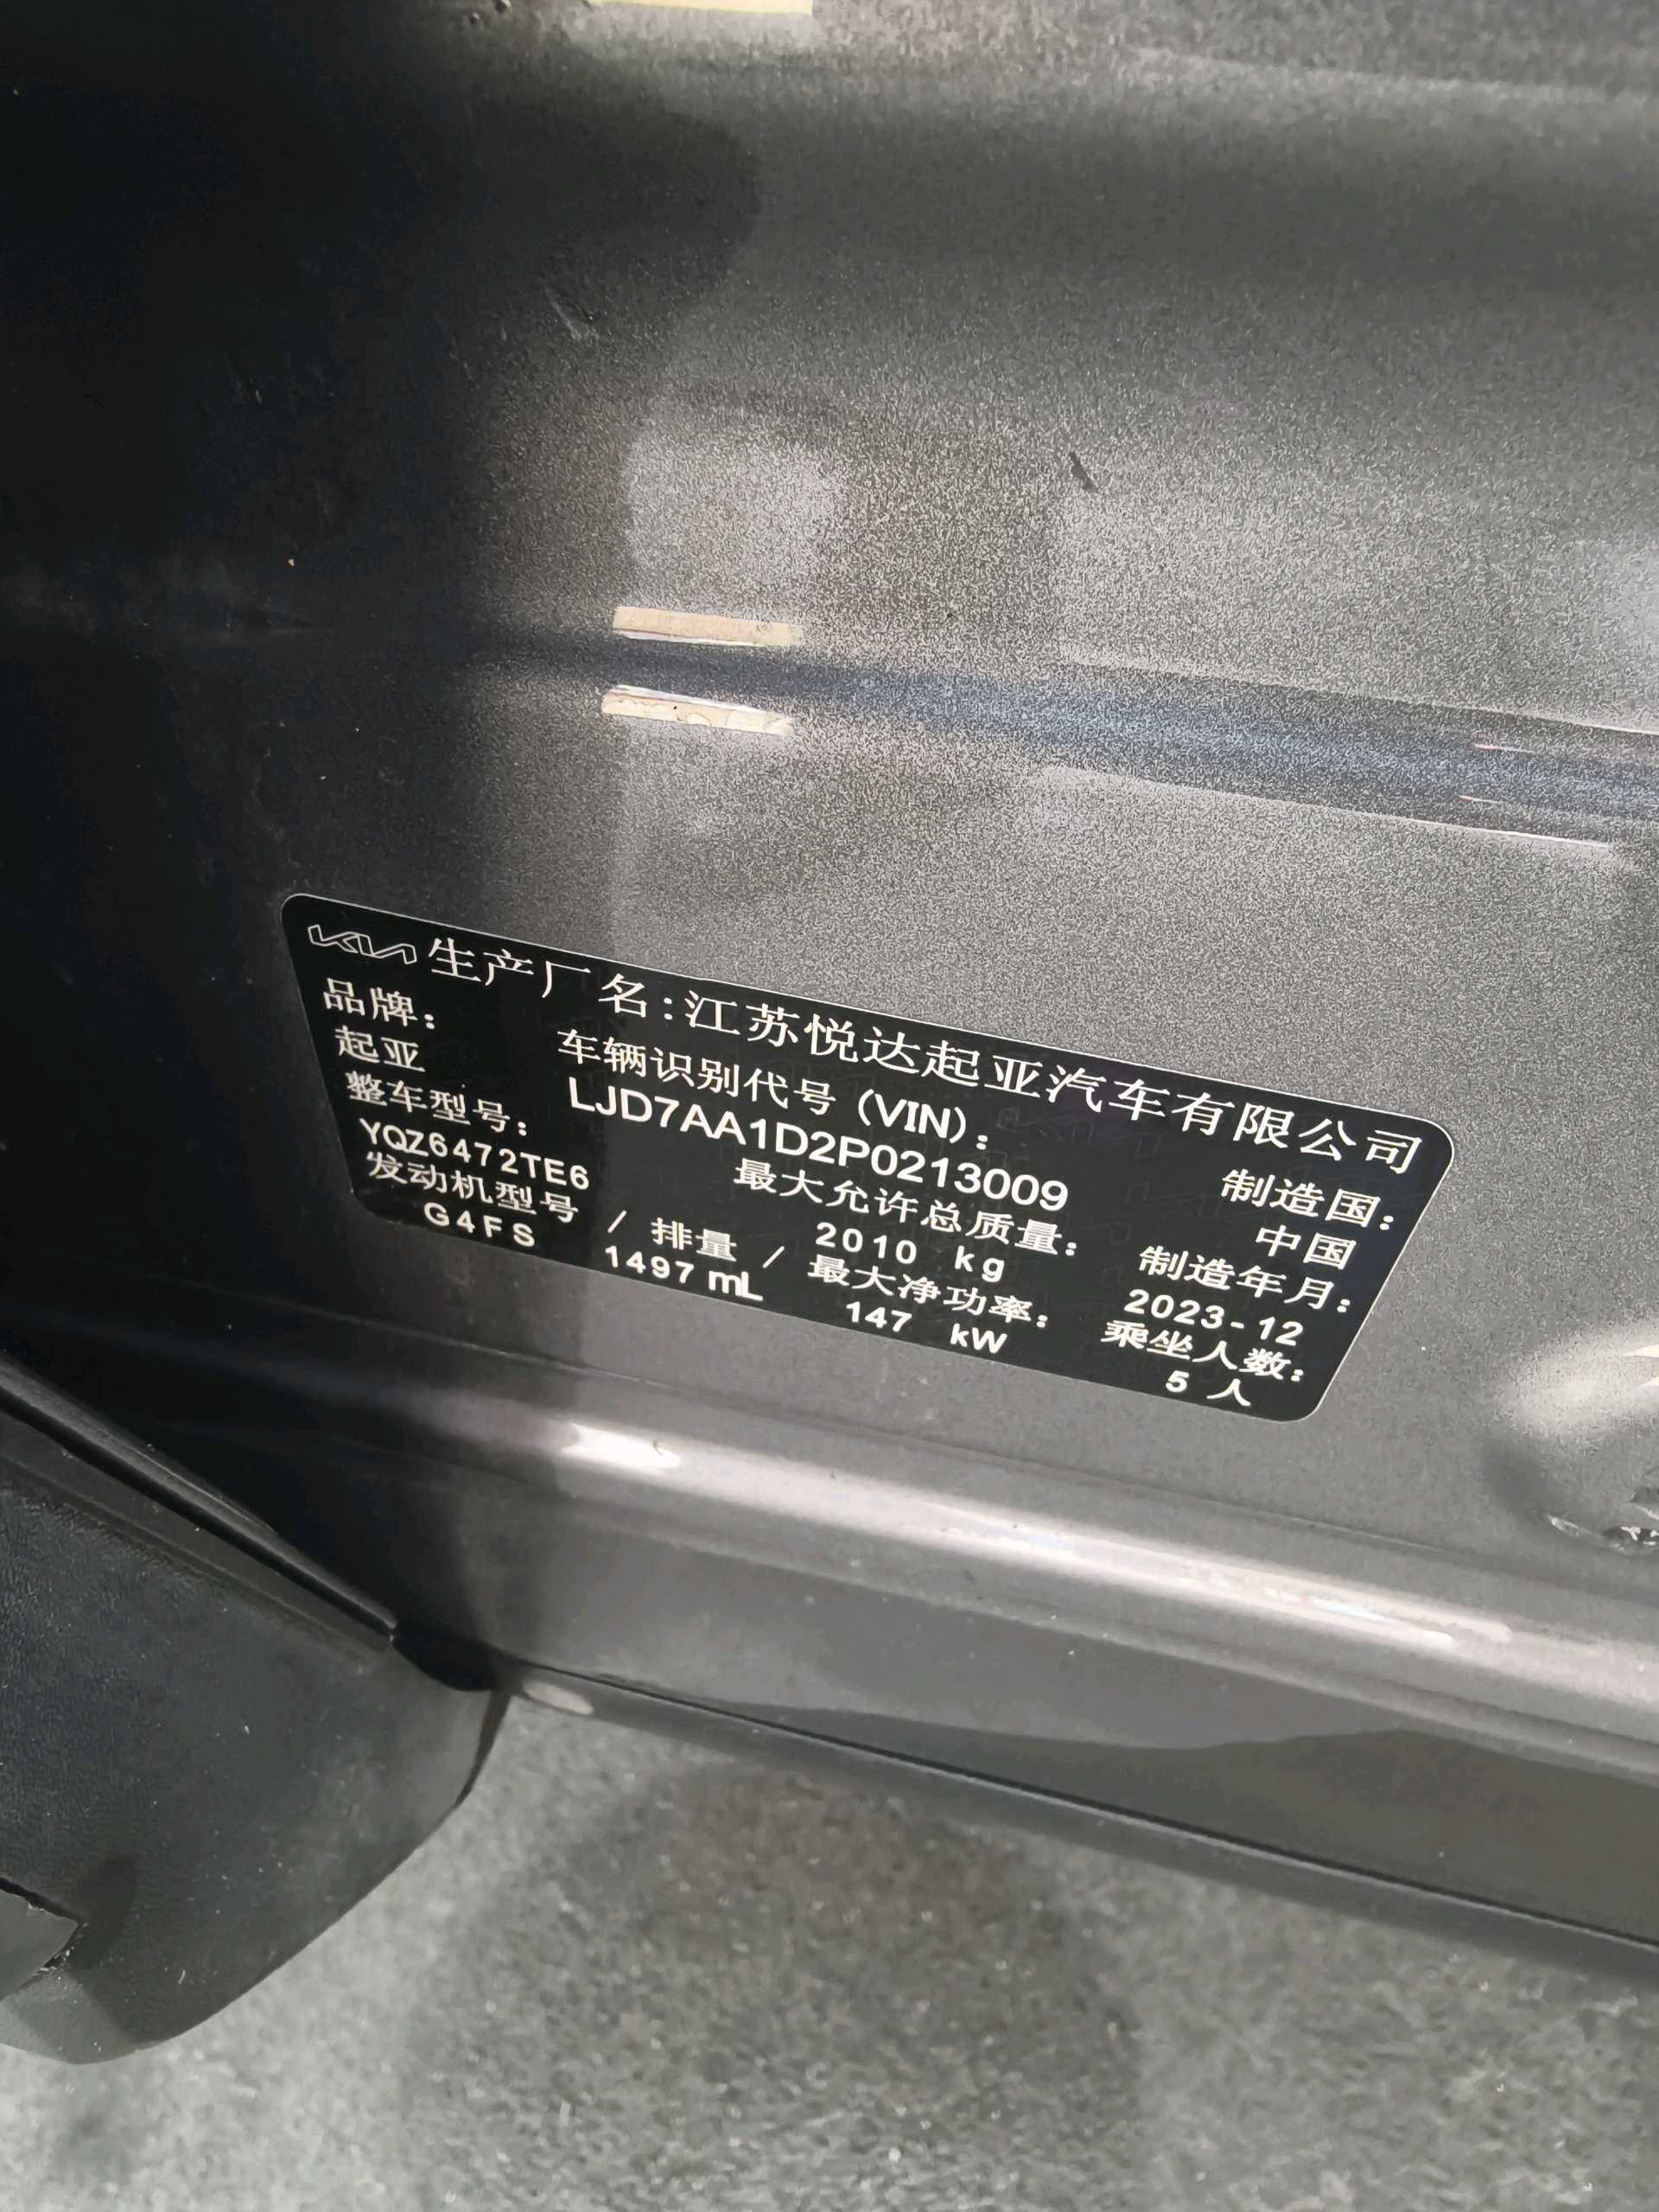 KIA 生产厂名:江苏悦达起亚汽车有限公司
品牌: 车辆识别代号 (VIN): 制造国:
起亚 LJD7AA1D2P0213009 中国
整车型号: 最大允许总质量: 制造年月:
YQZ6472TE6 2010 kg 2023-12
发动机型号 / 排量 / 最大净功率: 乘坐人数:
G4FS 1497 mL 147 kW 5 人